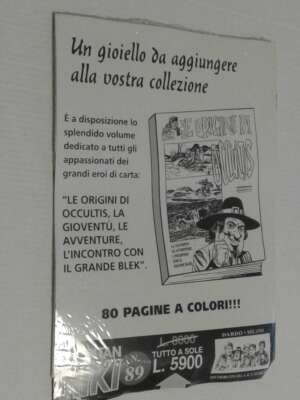 Un gioiello da aggiungere
alla vostra collezione
È a disposizione lo
splendido volume
dedicato a tutti gli
appassionati dei
grandi eroi di carta:
"LE ORIGINI DI
OCCULTIS, LA
GIOVENTÙ, LE
AVVENTURE,
L'INCONTRO CON
IL GRANDE BLEK".
LE ORIGINI DI
80 PAGINE A COLORI!!!
L. 8000
TUTTO A SOLE
L. 5900
89
DARDO - MILANO